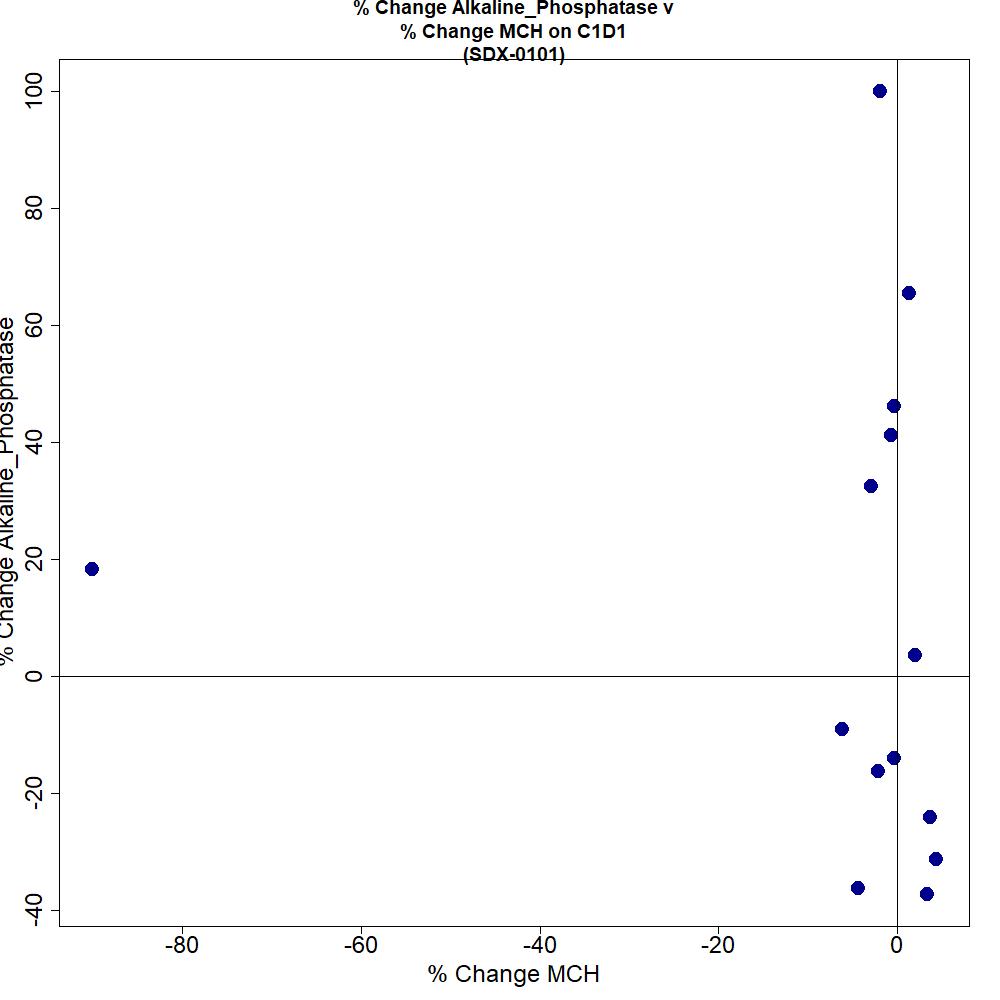 % Change Alkaline_Phosphatase v
% Change MCH on C1D1
(SDX-0101)
% Change Alkaline_Phosphatase
100
80
60
40
20
0
-20
-40
-80
-60
-40
-20
0
% Change MCH